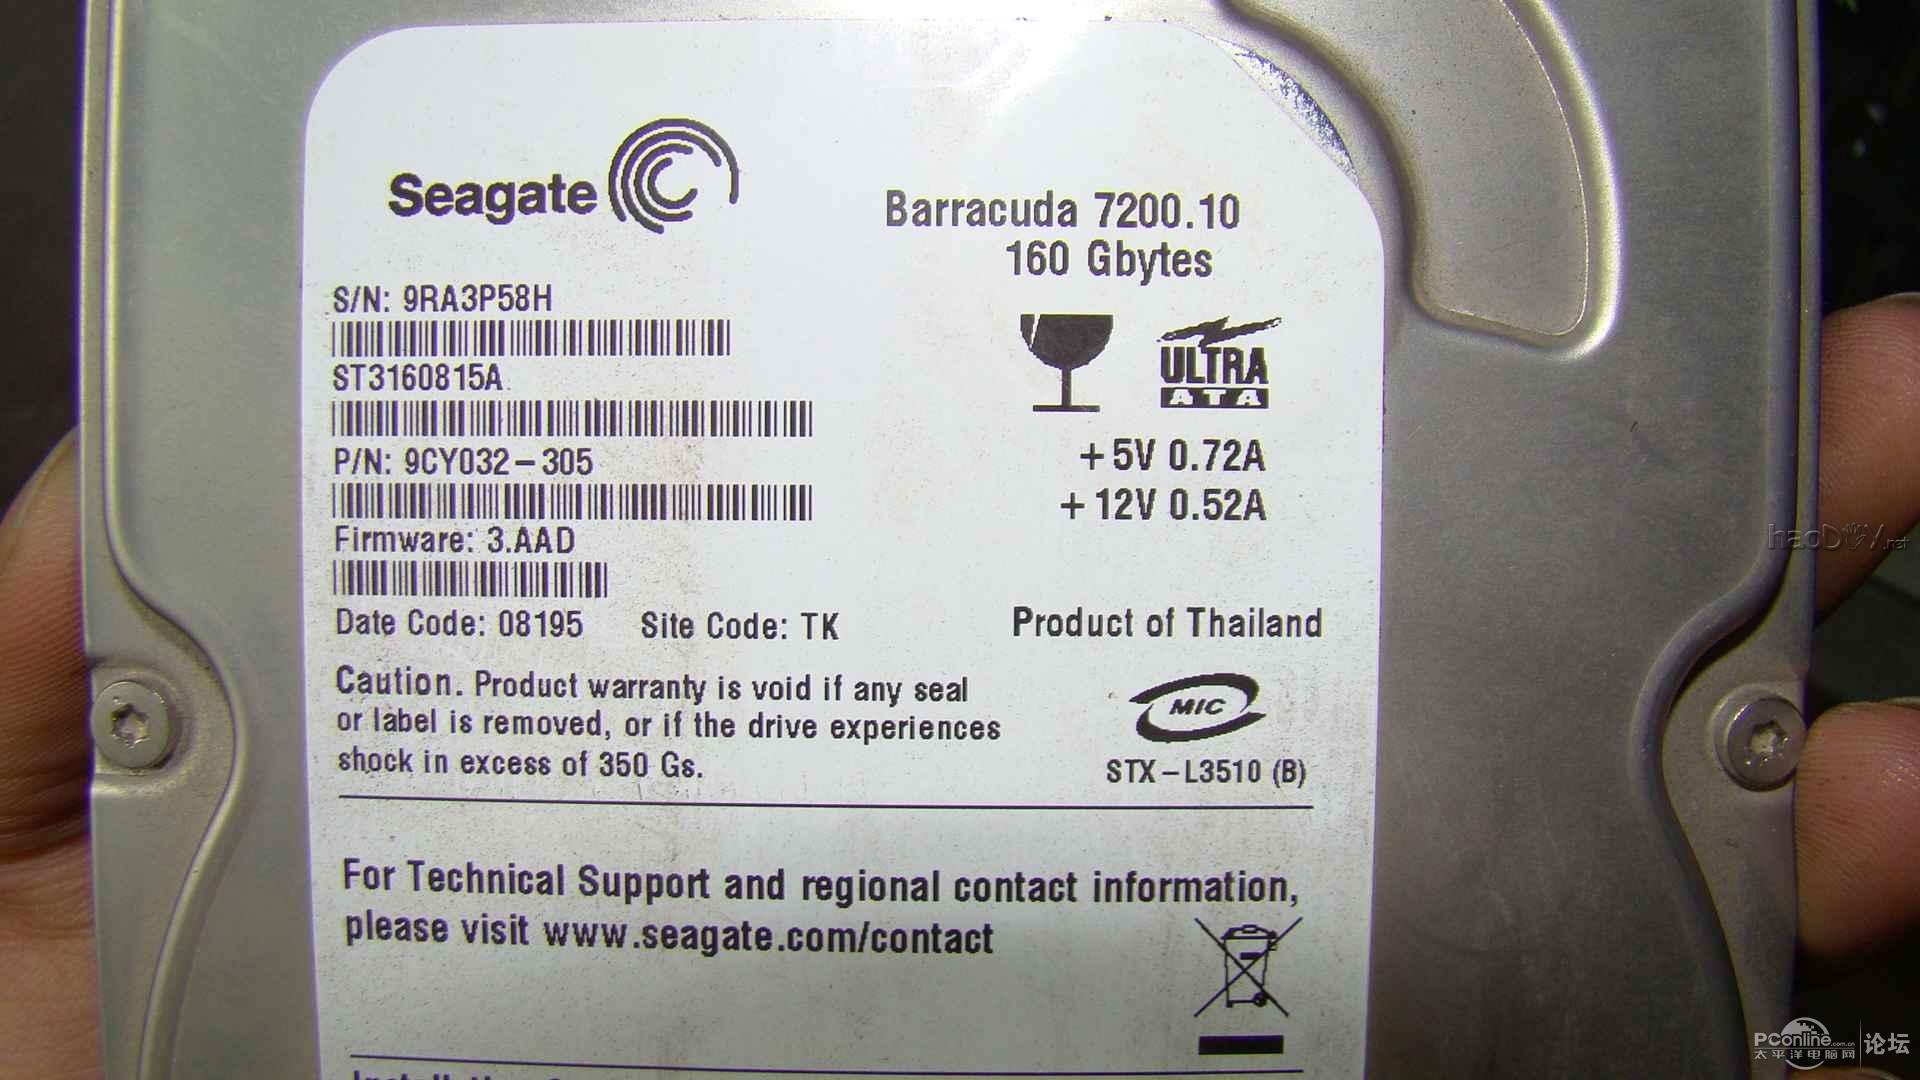 Seagate
Barracuda 7200.10
160 Gbytes
S/N: 9RA3P58H
ST3160815A
P/N: 9CY032-305
Firmware: 3.AAD
Date Code: 08195 Site Code: TK
ULTRA
ATA
+5V 0.72A
+12V 0.52A
Product of Thailand
Caution. Product warranty is void if any seal
or label is removed, or if the drive experiences
shock in excess of 350 Gs.
MIC
STX-L3510 (B)
For Technical Support and regional contact information,
please visit www.seagate.com/contact
haoDIY.net
PConline.com.cn
太平洋电脑网 论坛